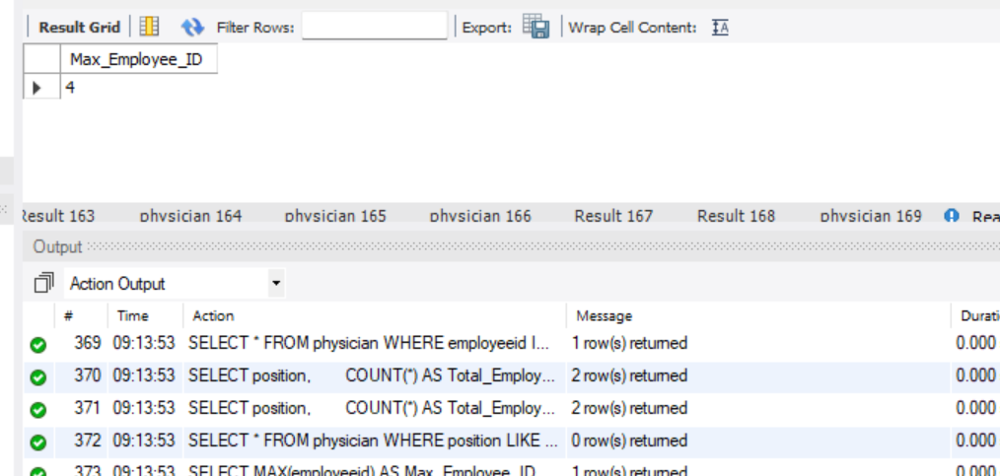 Result Grid Filter Rows: Export: Wrap Cell Content: IA
Max_Employee_ID
4
Result 163 physician 164 physician 165 physician 166 Result 167 Result 168 physician 169 Rea
Output
Action Output
# Time Action Message Durati
369 09:13:53 SELECT * FROM physician WHERE employeeid I... 1 row(s) returned 0.000
370 09:13:53 SELECT position, COUNT(*) AS Total_Employ... 2 row(s) returned 0.000
371 09:13:53 SELECT position, COUNT(*) AS Total_Employ... 2 row(s) returned 0.000
372 09:13:53 SELECT * FROM physician WHERE position LIKE ... 0 row(s) returned 0.000
373 09:13:53 SELECT MAX(employeeid) AS Max_Employee_ID 1 row(s) returned 0.000